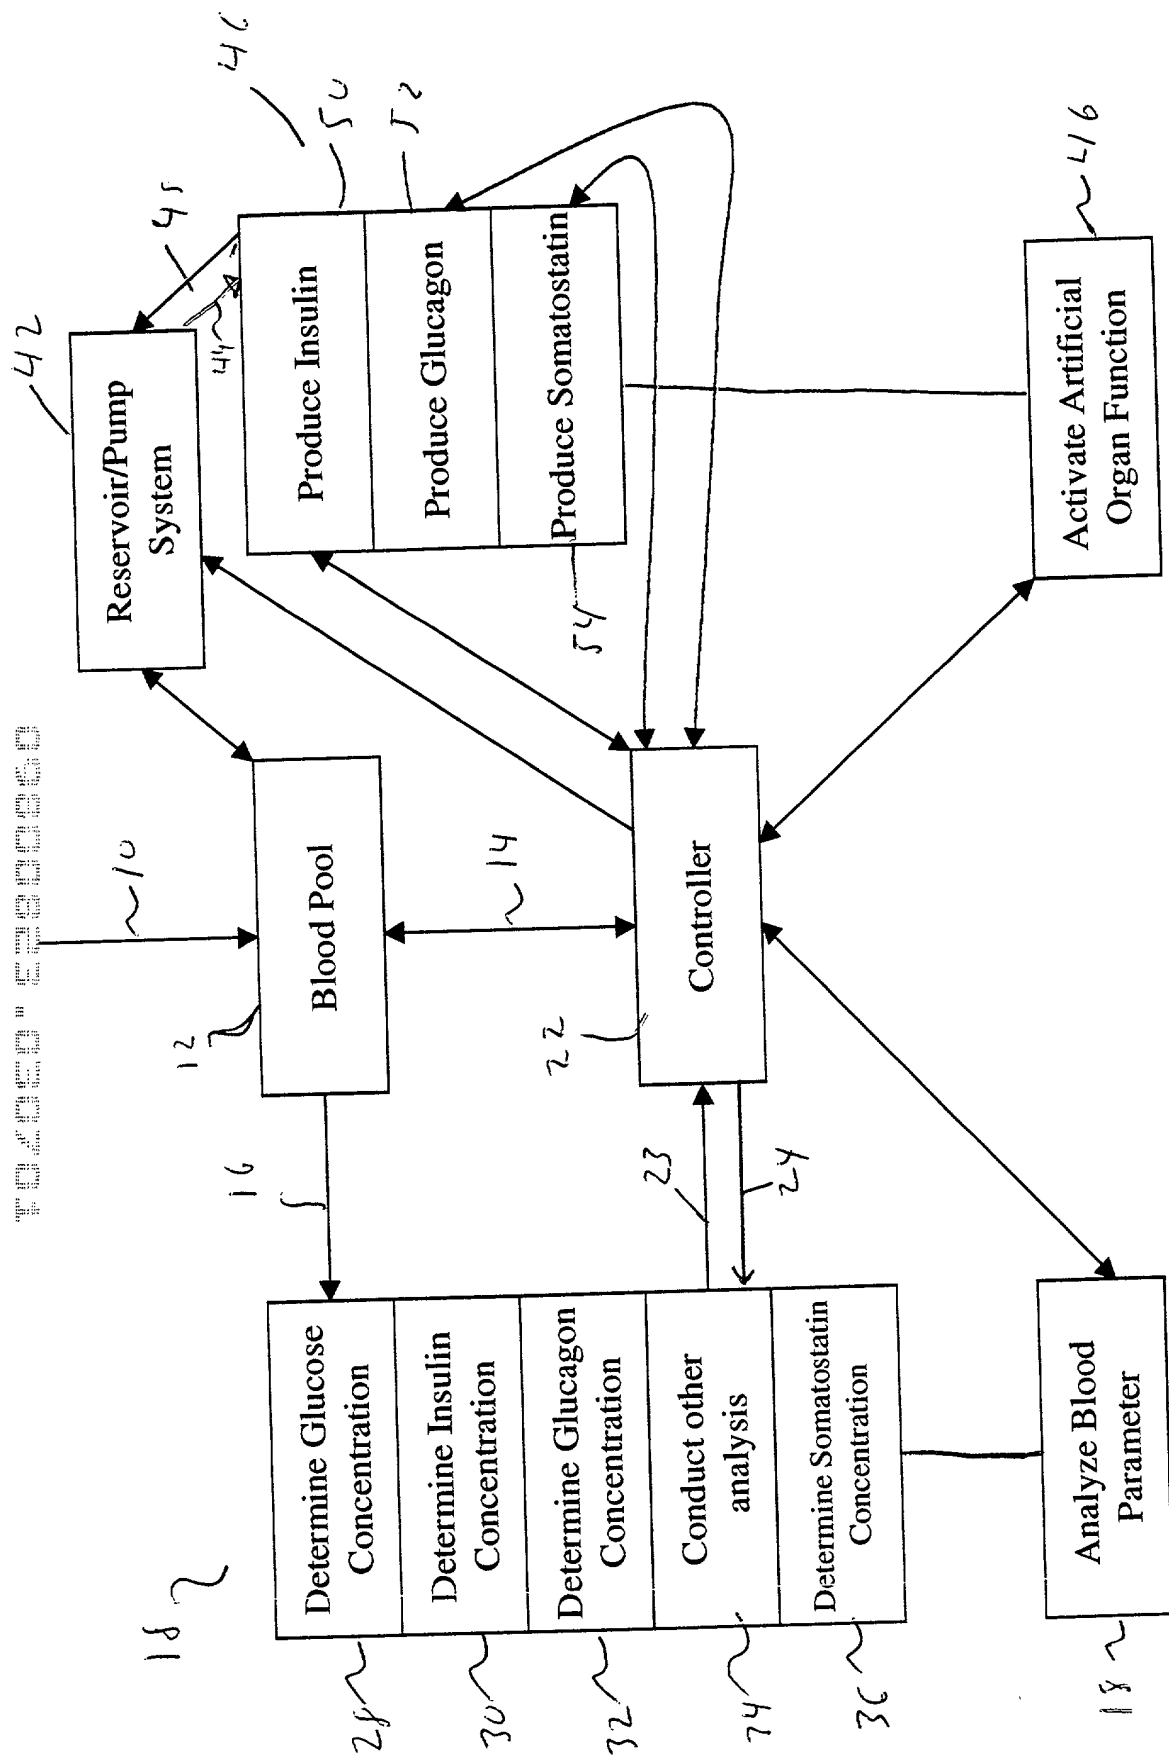 10
12
Blood Pool
14
16
42
Reservoir/Pump
System
45
44
46
50
52
Produce Insulin
Produce Glucagon
Produce Somatostatin
54
22
Controller
23
24
18
Determine Glucose
Concentration
Determine Insulin
Concentration
Determine Glucagon
Concentration
Conduct other
analysis
Determine Somatostatin
Concentration
28
30
32
36
Analyze Blood
Parameter
18
Activate Artificial
Organ Function
46